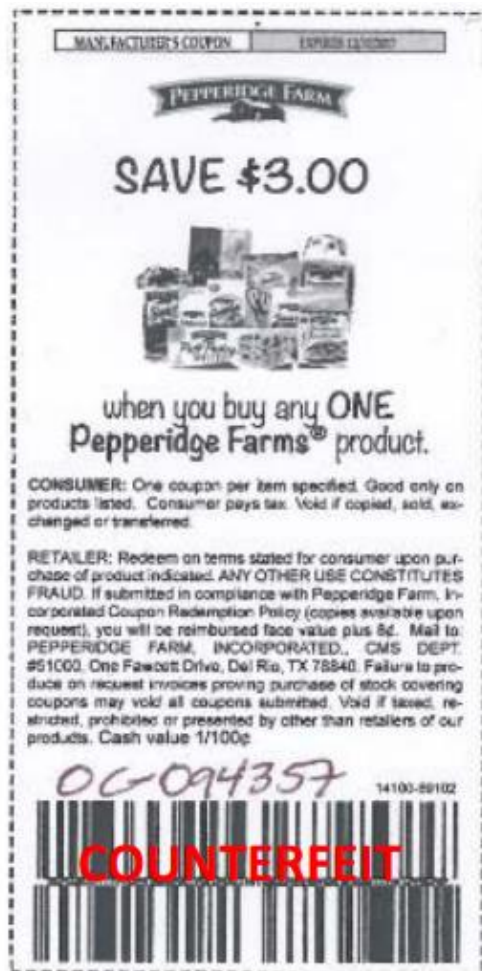 MANUFACTURER'S COUPON EXPIRES
PEPPERIDGE FARM
SAVE $3.00
when you buy any ONE
Pepperidge Farms® product.
CONSUMER: One coupon per item specified. Good only on
products listed. Consumer pays tax. Void if copied, sold, ex-
changed or transferred.
RETAILER: Redeem on terms stated for consumer upon pur-
chase of product indicated. ANY OTHER USE CONSTITUTES
FRAUD. If submitted in compliance with Pepperidge Farm, In-
corporated Coupon Redemption Policy (copies available upon
request), you will be reimbursed face value plus 8¢. Mail to:
PEPPERIDGE FARM, INCORPORATED., CMS DEPT.
#51000, One Fawcett Drive, Del Rio, TX 78840. Failure to pro-
duce on request invoices proving purchase of stock covering
coupons may void all coupons submitted. Void if taxed, re-
stricted, prohibited or presented by other than retailers of our
products. Cash value 1/100¢
OG-094357
14100-89102
COUNTERFEIT